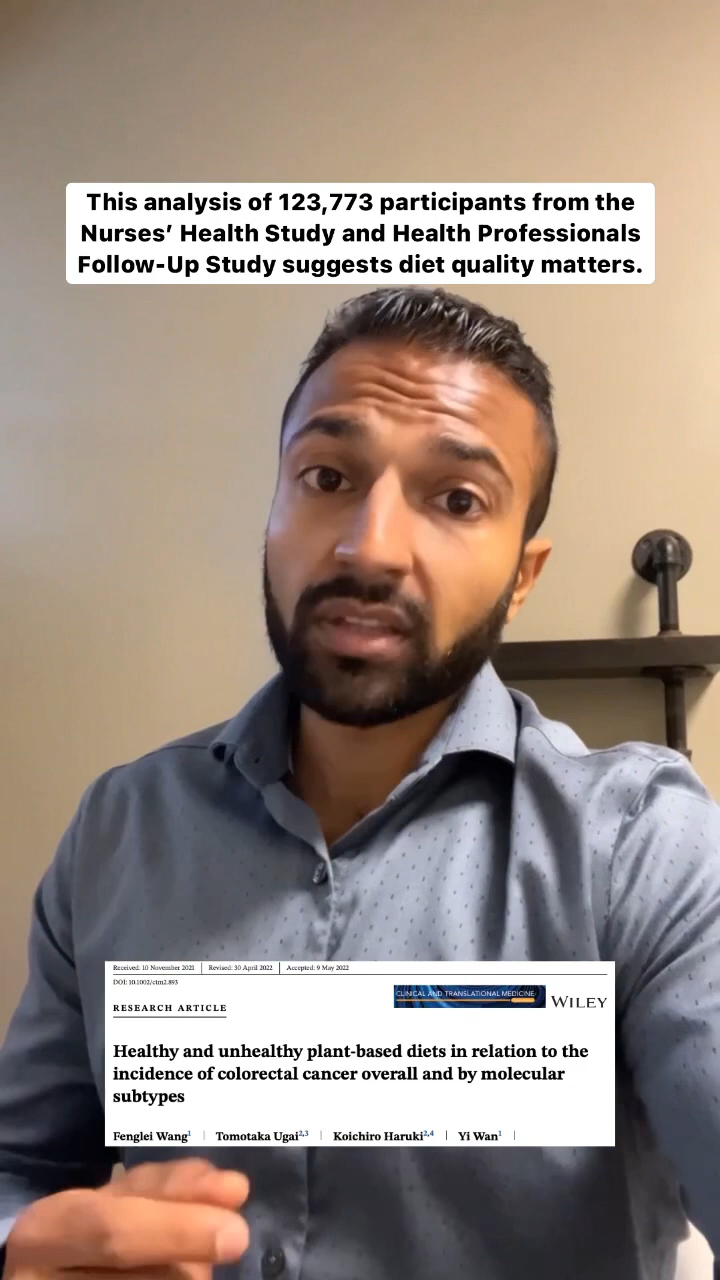 This analysis of 123,773 participants from the
Nurses’ Health Study and Health Professionals
Follow-Up Study suggests diet quality matters.
Received: 10 November 2021 | Revised: 30 April 2022 | Accepted: 9 May 2022
DOI: 10.1002/ctm2.893
CLINICAL AND TRANSLATIONAL MEDICINE
WILEY
RESEARCH ARTICLE
Healthy and unhealthy plant-based diets in relation to the
incidence of colorectal cancer overall and by molecular
subtypes
Fenglei Wang1 | Tomotaka Ugai2,3 | Koichiro Haruki2,4 | Yi Wan1 |